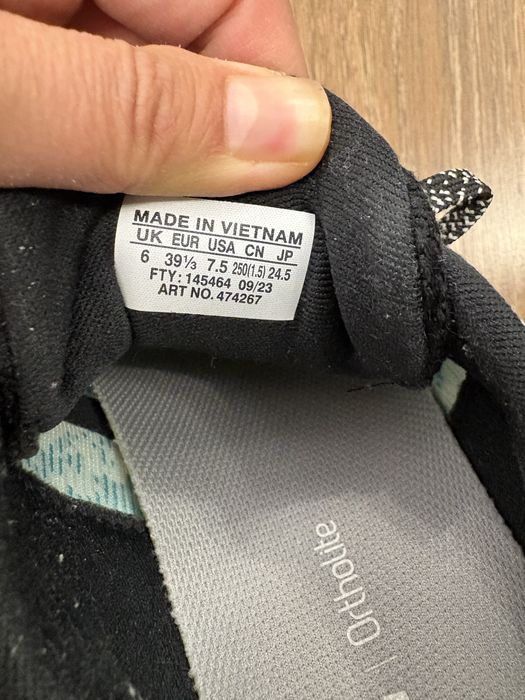 MADE IN VIETNAM
UK EUR USA CN JP
6 39⅓ 7.5 250(1.5) 24.5
FTY: 145464 09/23
ART NO. 474267
Ortholite